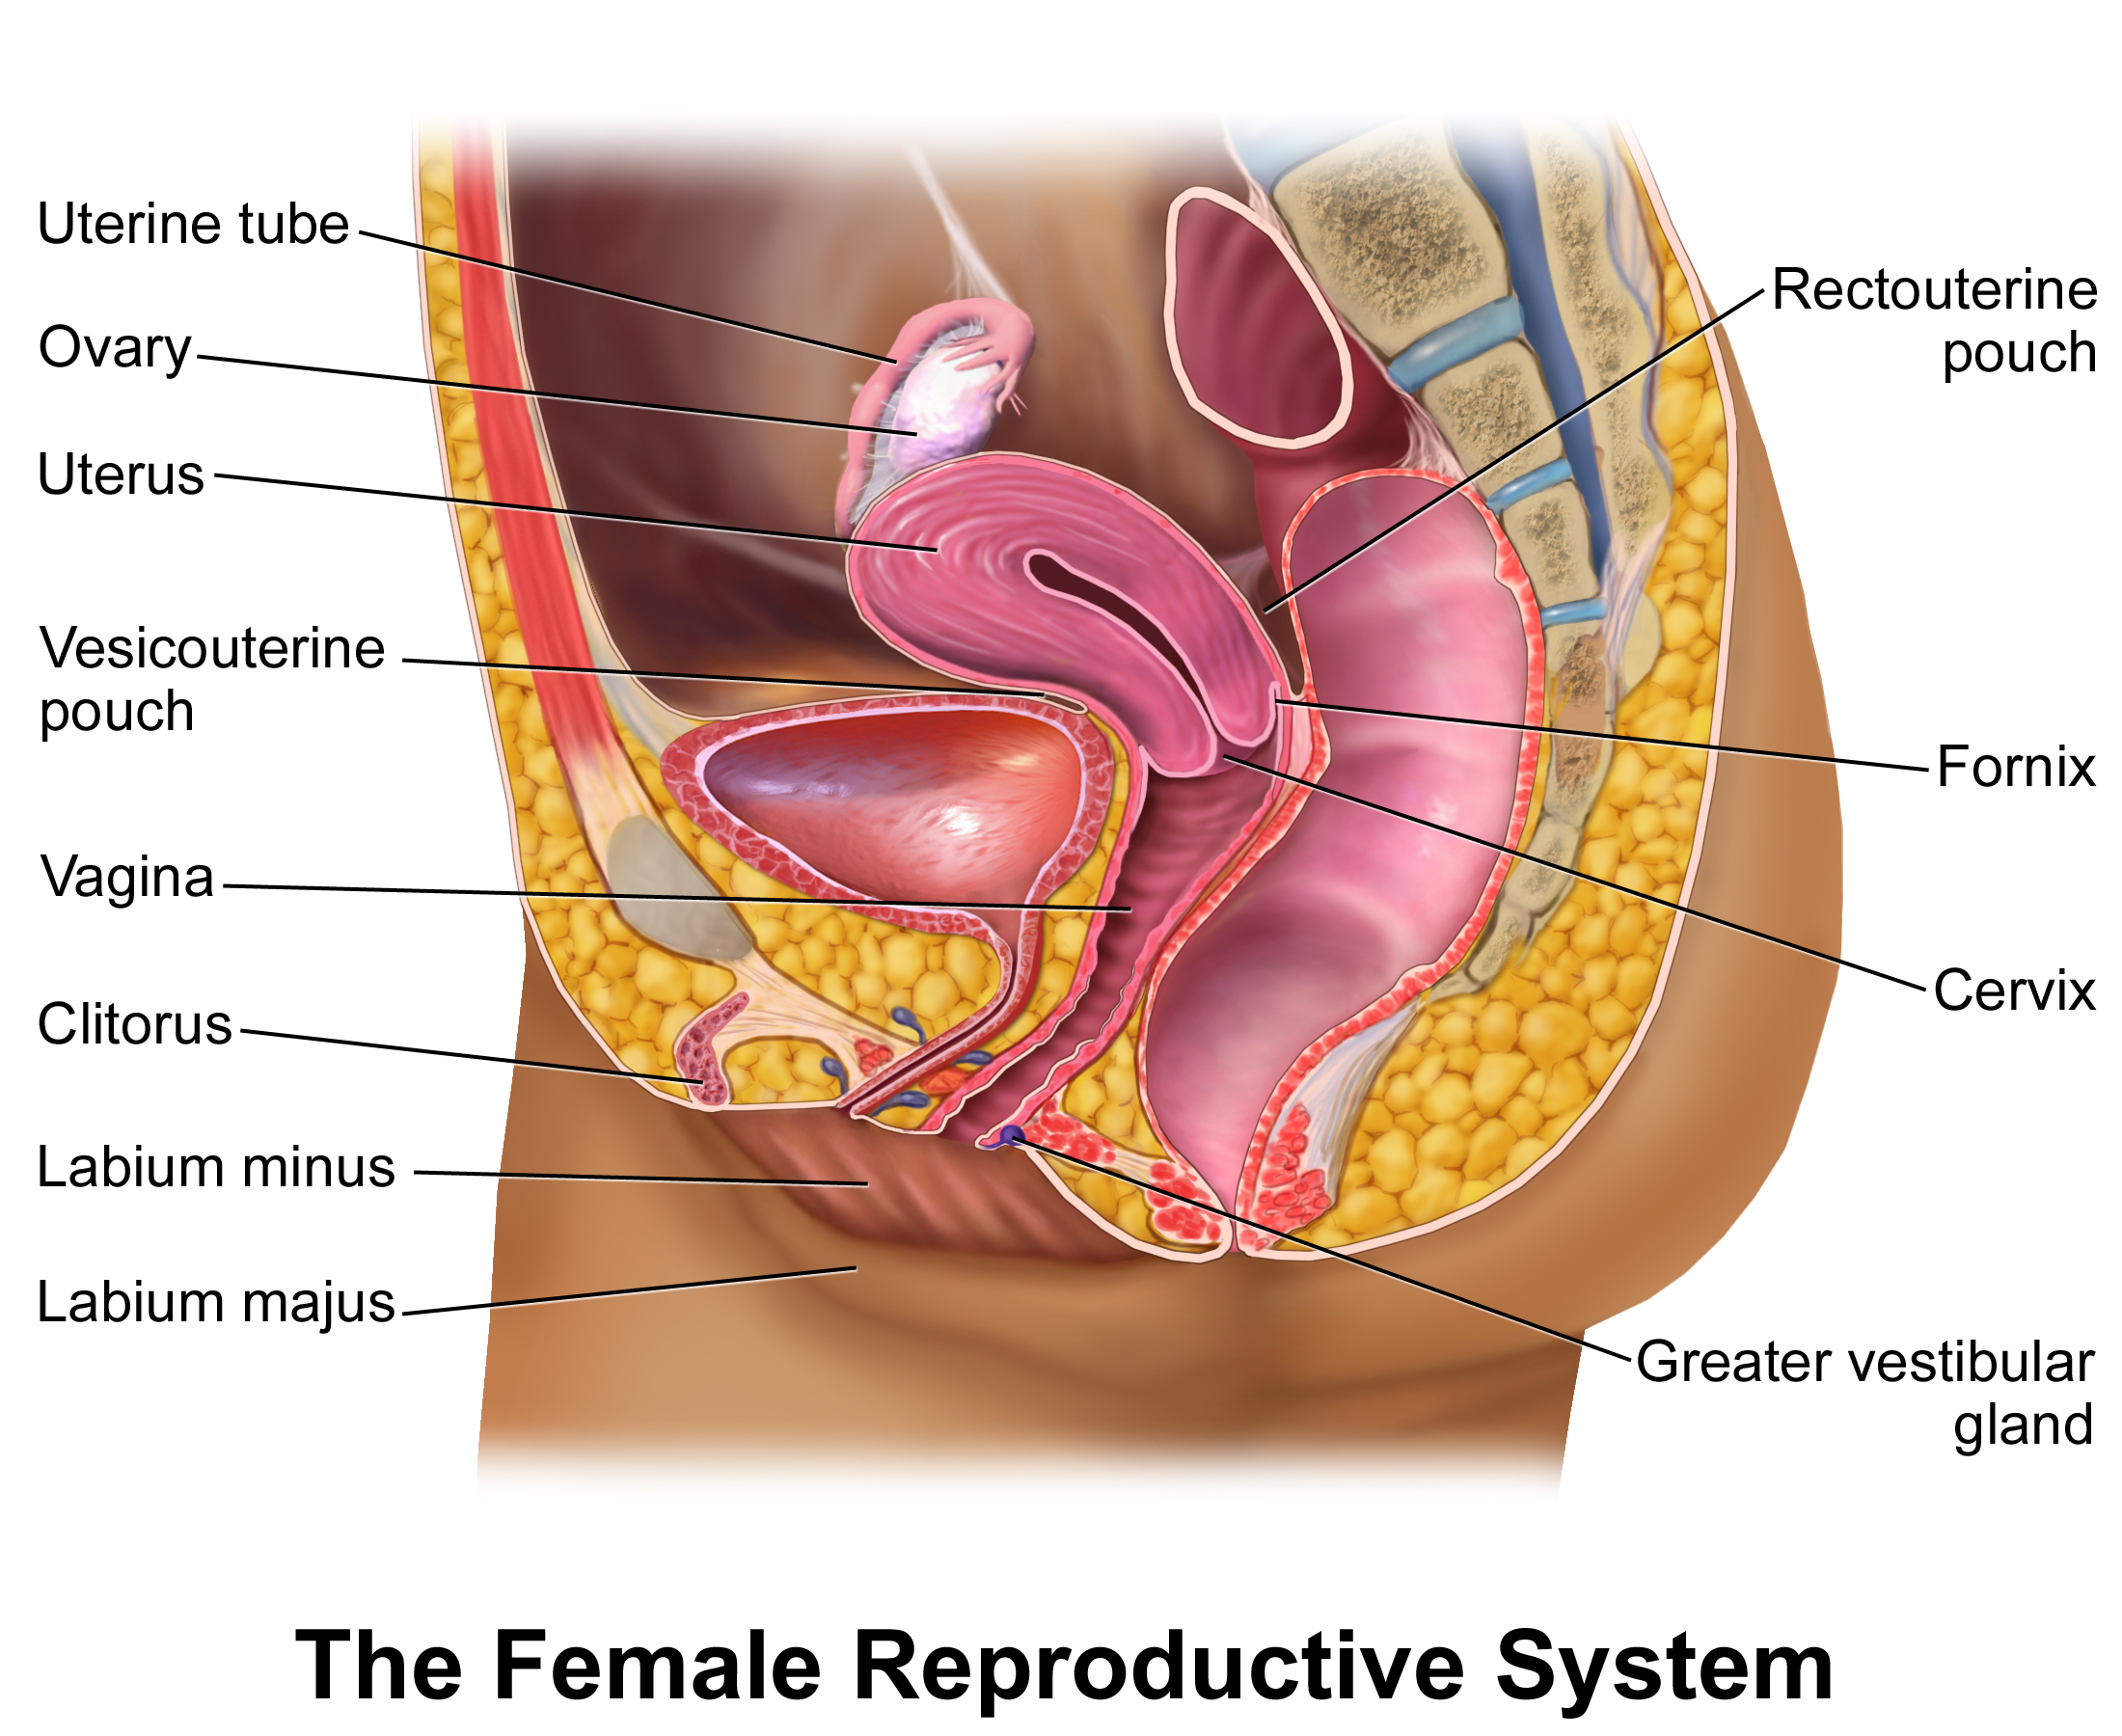 Uterine tube
Ovary
Uterus
Vesicouterine
pouch
Vagina
Clitorus
Labium minus
Labium majus
Rectouterine
pouch
Fornix
Cervix
Greater vestibular
gland
The Female Reproductive System